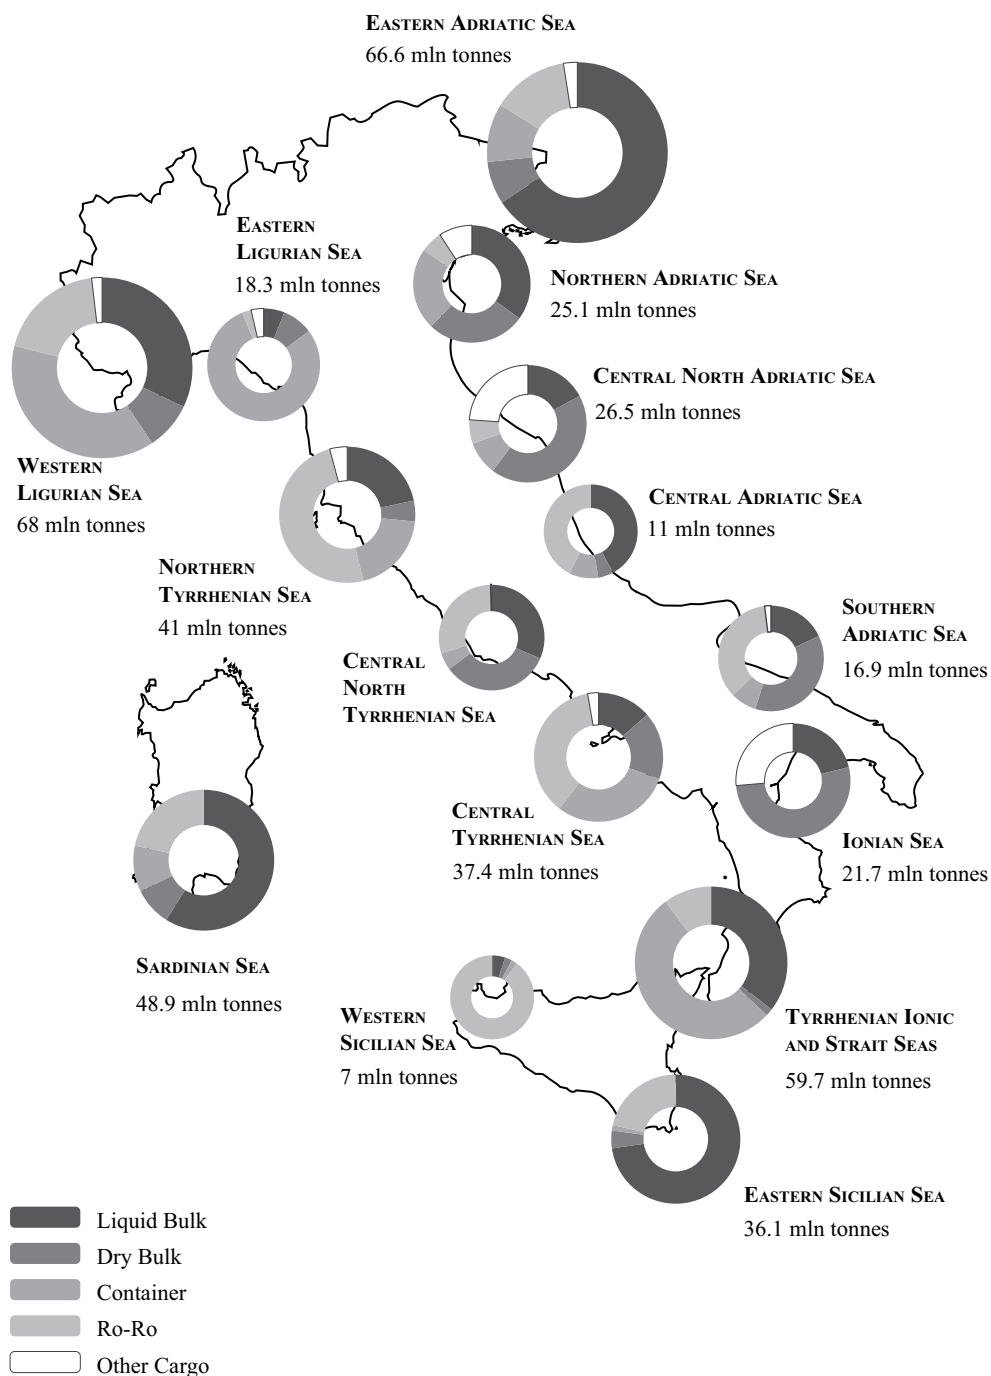 Eastern Adriatic Sea
66.6 mln tonnes
Eastern
Ligurian Sea
18.3 mln tonnes
Northern Adriatic Sea
25.1 mln tonnes
Central North Adriatic Sea
26.5 mln tonnes
Western
Ligurian Sea
68 mln tonnes
Central Adriatic Sea
11 mln tonnes
Northern
Tyrrhenian Sea
41 mln tonnes
Southern
Adriatic Sea
16.9 mln tonnes
Central
North
Tyrrhenian Sea
Central
Tyrrhenian Sea
37.4 mln tonnes
Ionian Sea
21.7 mln tonnes
Sardinian Sea
48.9 mln tonnes
Western
Sicilian Sea
7 mln tonnes
Tyrrhenian Ionic
and Strait Seas
59.7 mln tonnes
Eastern Sicilian Sea
36.1 mln tonnes
Liquid Bulk
Dry Bulk
Container
Ro-Ro
Other Cargo